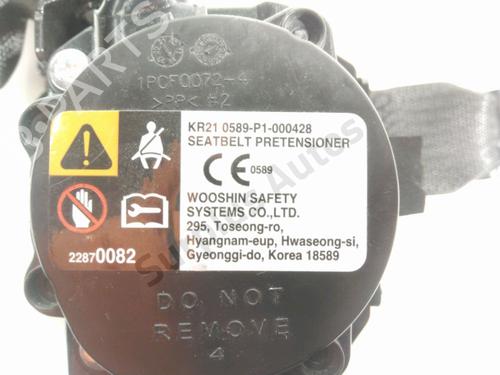 1PCF0072-4
>PP< #2
KR21 0589-P1-000428
SEATBELT PRETENSIONER
CE 0589
WOOSHIN SAFETY
SYSTEMS CO.,LTD.
295, Toseong-ro,
Hyangnam-eup, Hwaseong-si,
Gyeonggi-do, Korea 18589
22870082
DO NOT
REMOVE
4